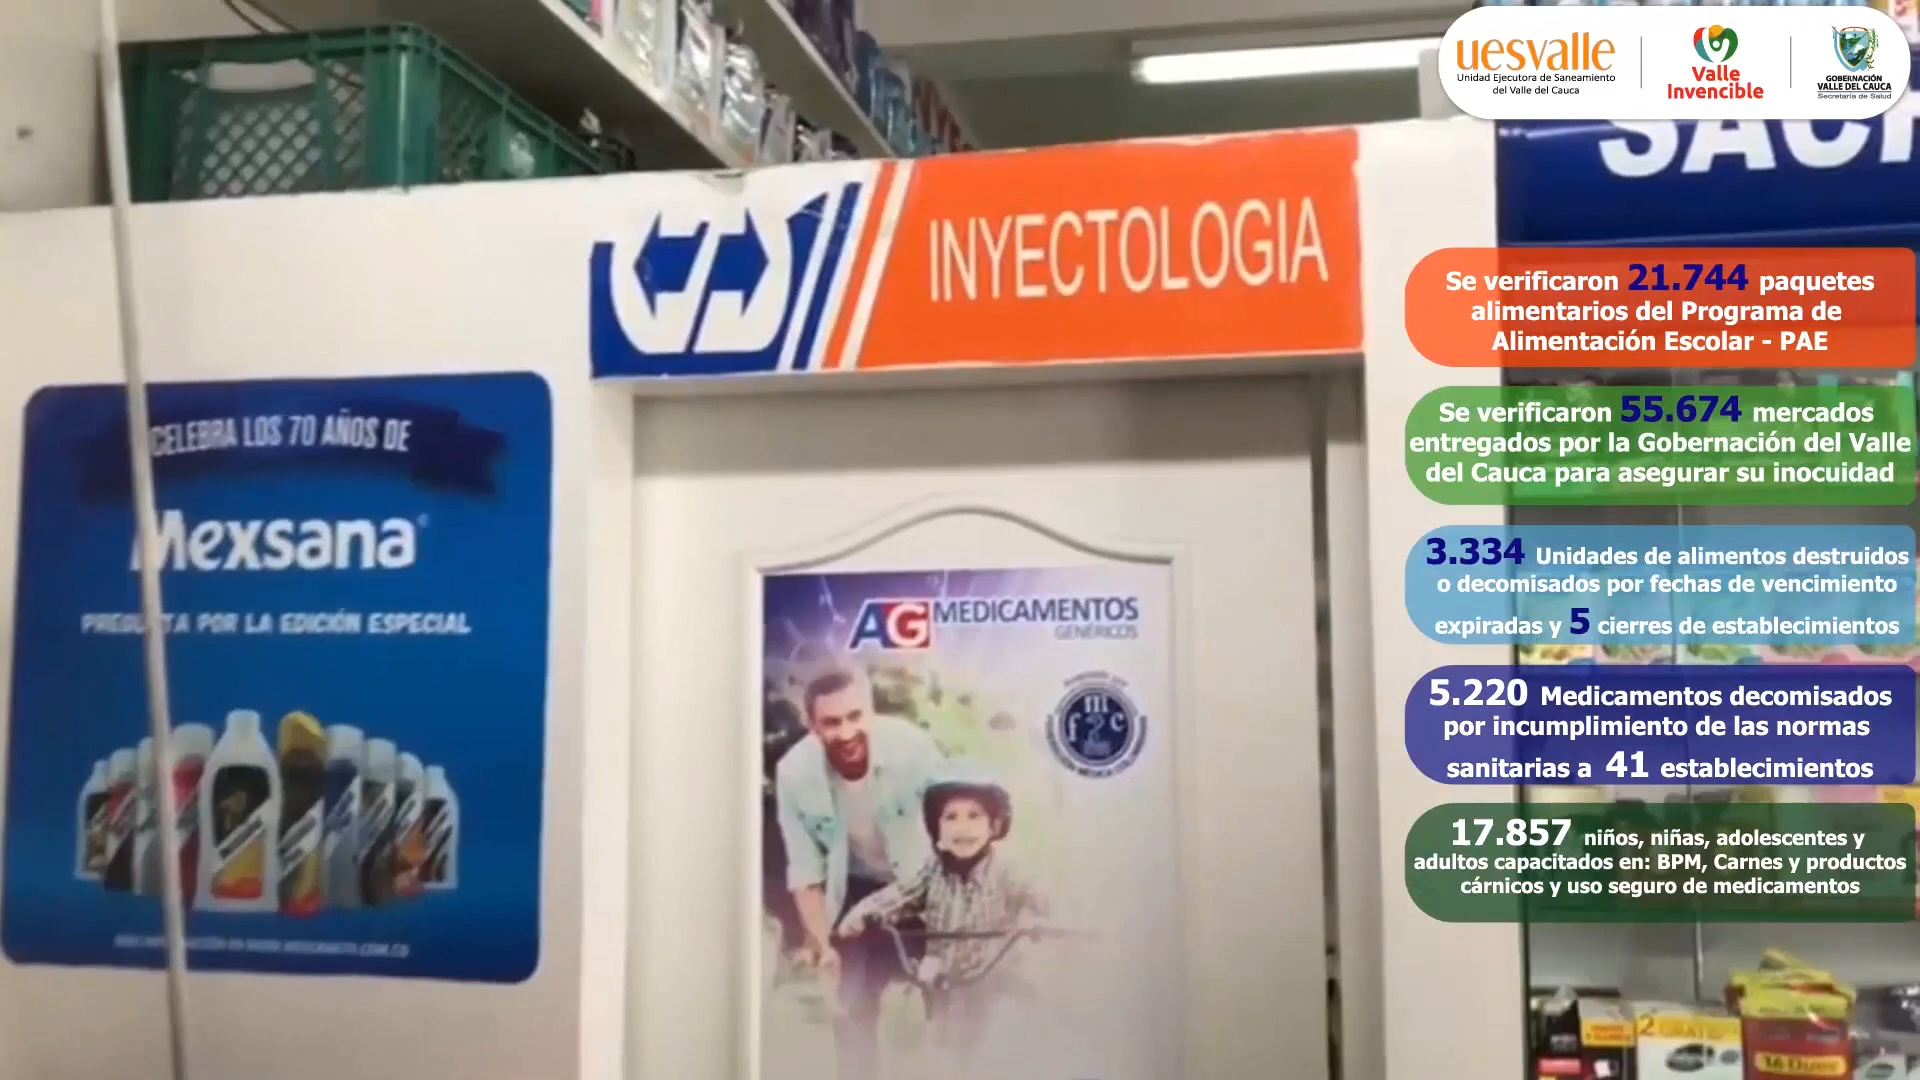 uesvalle
Unidad Ejecutora de Saneamiento
del Valle del Cauca
Valle
Invencible
GOBERNACIÓN
VALLE DEL CAUCA
Secretaría de Salud
INYECTOLOGIA
CELEBRA LOS 70 AÑOS DE
Mexsana
PREGUNTA POR LA EDICIÓN ESPECIAL
AG MEDICAMENTOS
GENÉRICOS
fmc
Se verificaron 21.744 paquetes
alimentarios del Programa de
Alimentación Escolar - PAE
Se verificaron 55.674 mercados
entregados por la Gobernación del Valle
del Cauca para asegurar su inocuidad
3.334 Unidades de alimentos destruidos
o decomisados por fechas de vencimiento
expiradas y 5 cierres de establecimientos
5.220 Medicamentos decomisados
por incumplimiento de las normas
sanitarias a 41 establecimientos
17.857 niños, niñas, adolescentes y
adultos capacitados en: BPM, Carnes y productos
cárnicos y uso seguro de medicamentos